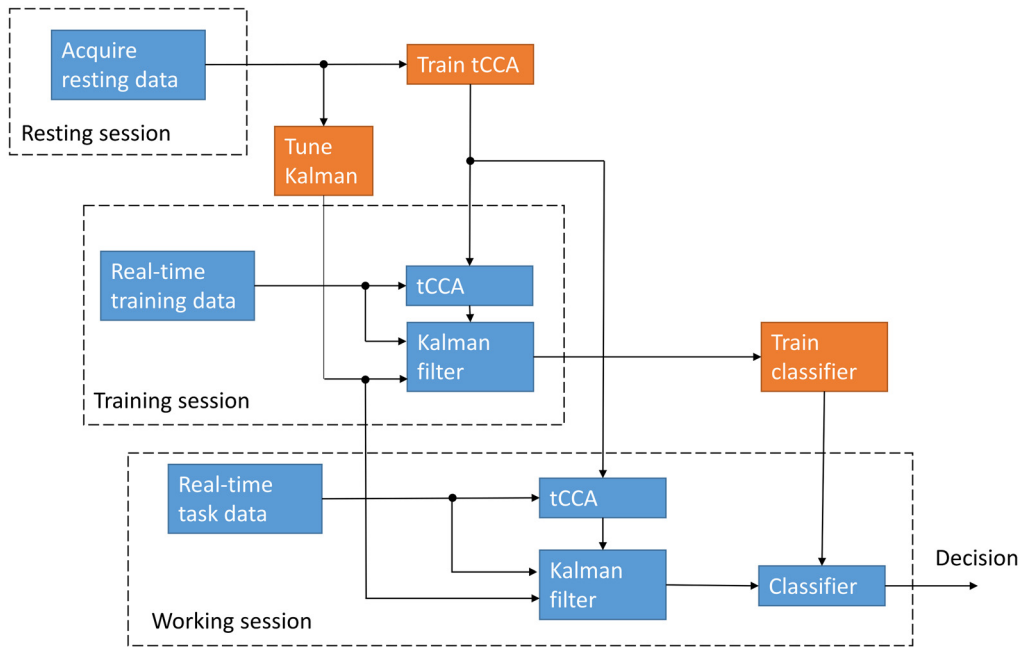 Acquire
resting data
Resting session
Train tCCA
Tune
Kalman
Real-time
training data
tCCA
Kalman
filter
Training session
Train
classifier
Real-time
task data
tCCA
Kalman
filter
Classifier
Decision
Working session